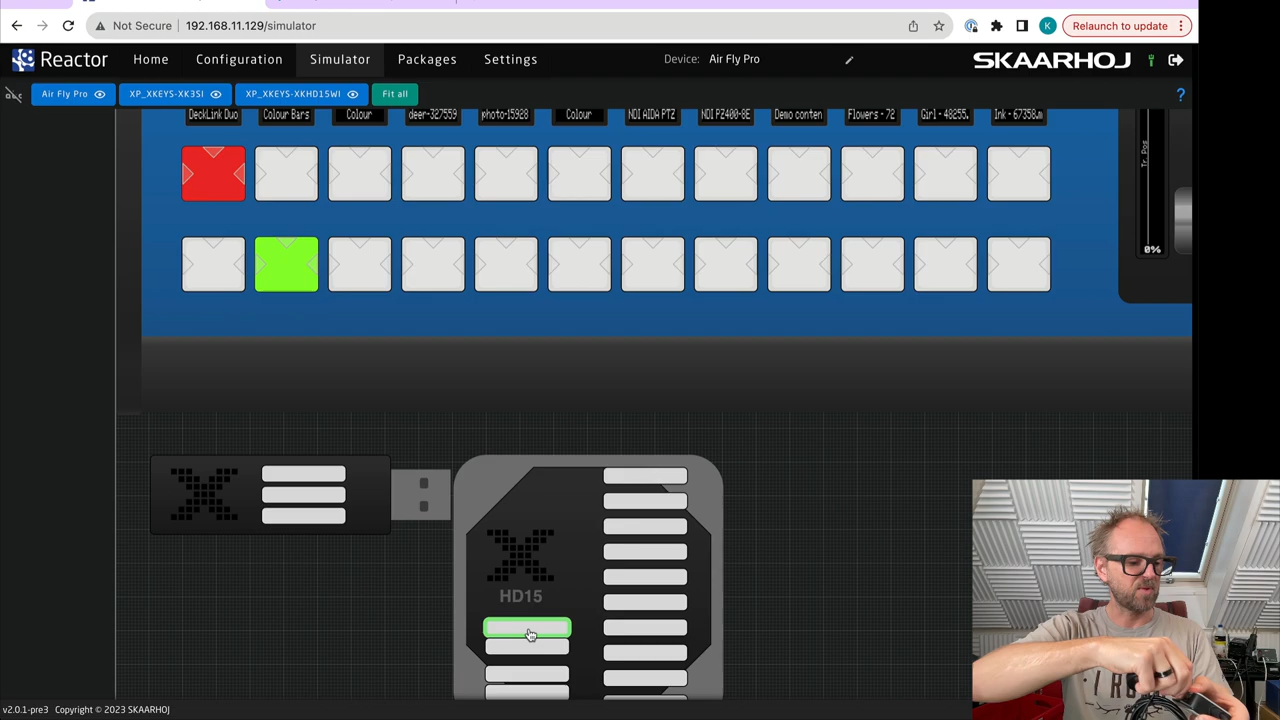 Not Secure 192.168.11.129/simulator
K Relaunch to update
Reactor Home Configuration Simulator Packages Settings Device: Air Fly Pro SKAARHOJ
Air Fly Pro XP_XKEYS-XK3SI XP_XKEYS-XKHD15WI Fit all ?
DeckLink Duo Colour Bars Colour deer-327559 photo-15928 Colour NDI AIDA PTZ NDI PZ400-8E Demo conten Flowers - 72 Girl - 48255. Ink - 67358.m
Tr. Pos
0%
HD15
v2.0.1-pre3 Copyright © 2023 SKAARHOJ